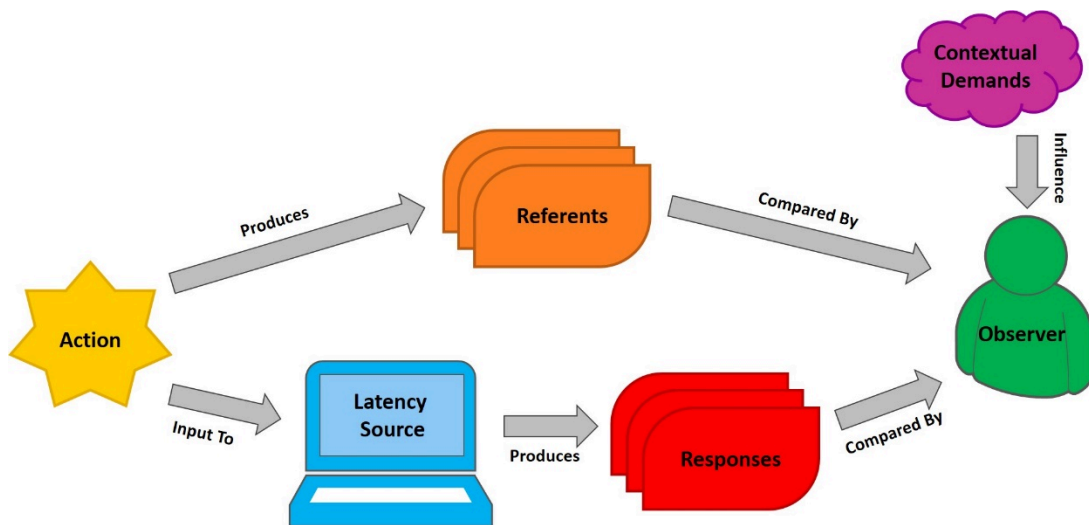 Contextual
Demands
Influence
Produces
Referents
Compared By
Action
Observer
Input To
Latency
Source
Produces
Responses
Compared By